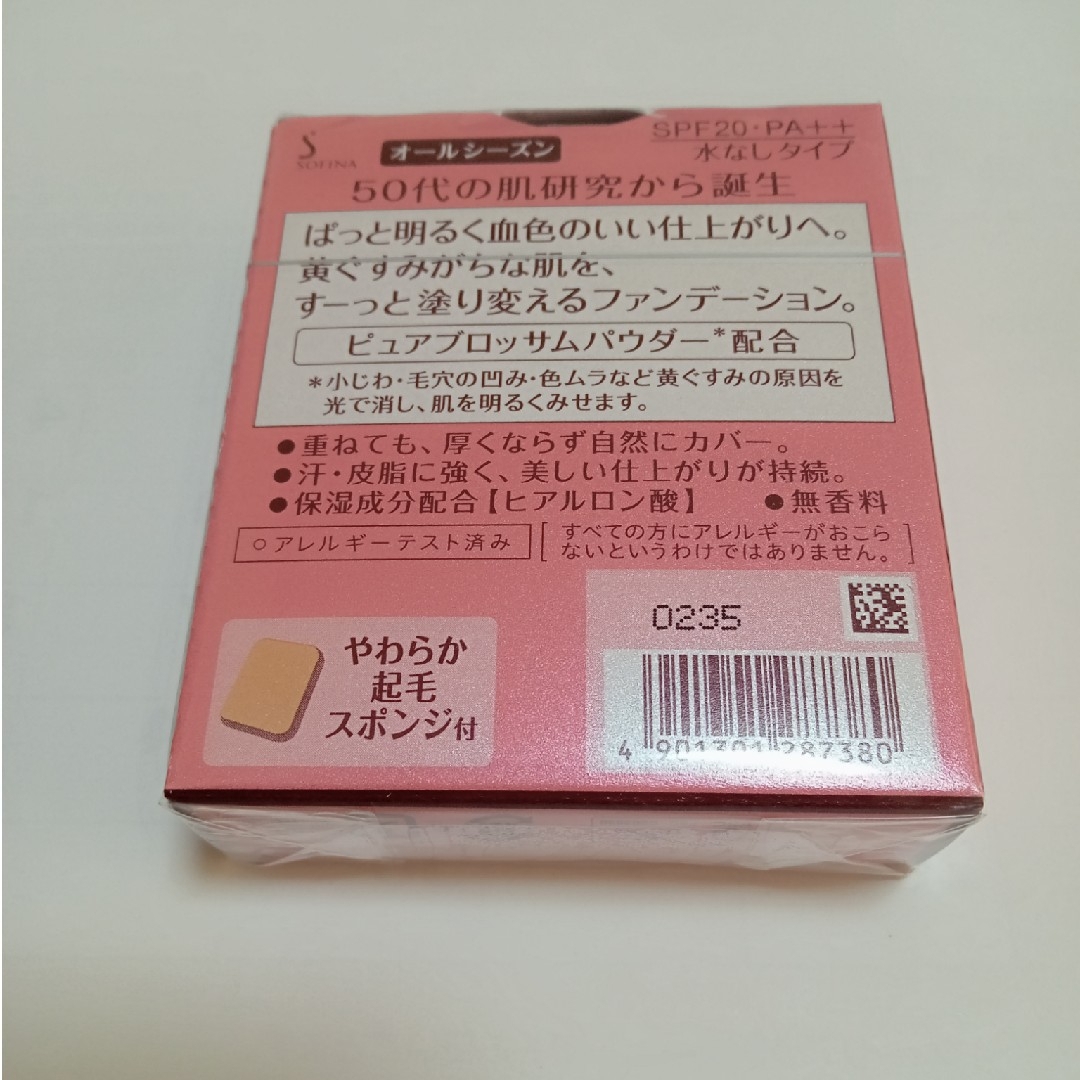 SOFINA
オールシーズン
SPF20・PA++
水なしタイプ
50代の肌研究から誕生
ぱっと明るく血色のいい仕上がりへ。
黄ぐすみがちな肌を、
すーっと塗り変えるファンデーション。
ピュアブロッサムパウダー*配合
*小じわ・毛穴の凹み・色ムラなど黄ぐすみの原因を
光で消し、肌を明るくみせます。
●重ねても、厚くならず自然にカバー。
●汗・皮脂に強く、美しい仕上がりが持続。
●保湿成分配合【ヒアルロン酸】 ●無香料
○アレルギーテスト済み
すべての方にアレルギーがおこら
ないというわけではありません。
やわらか
起毛
スポンジ付
0235
4 901301 287380